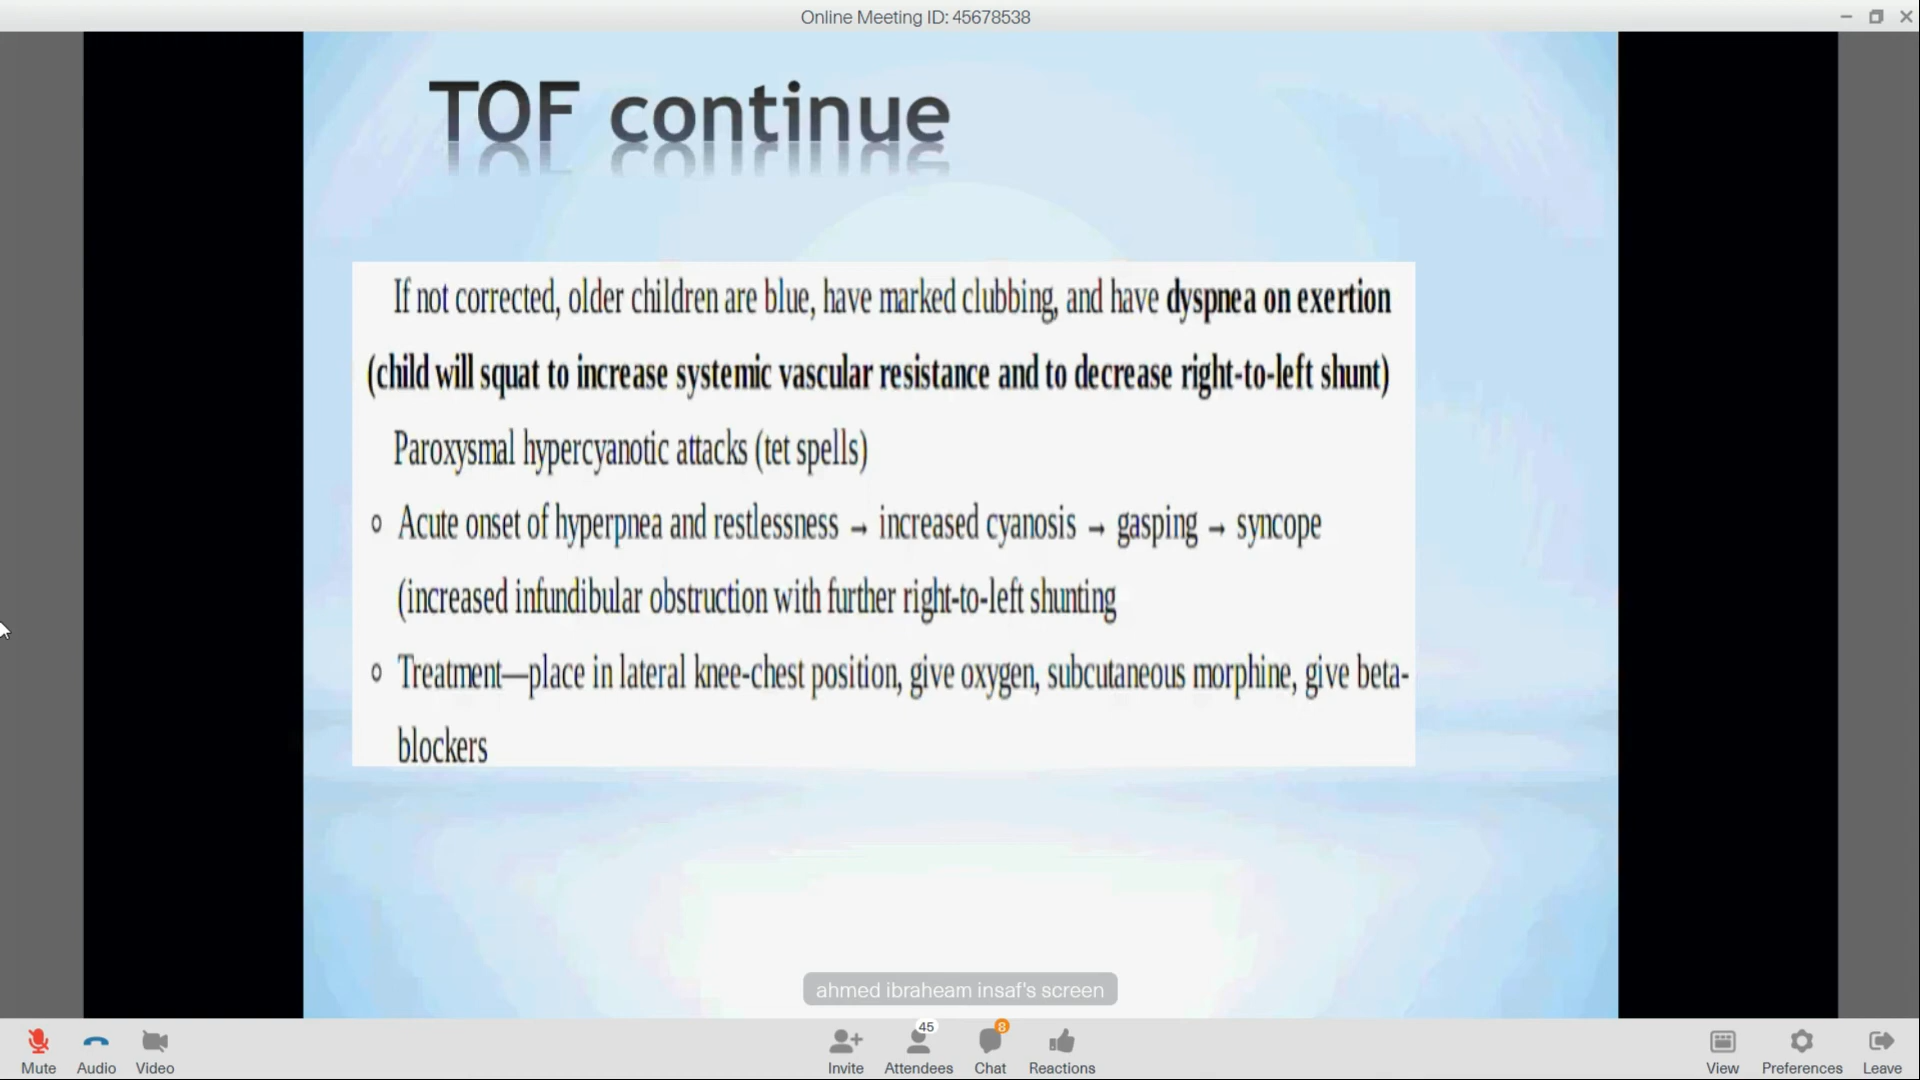 Online Meeting ID: 45678538
TOF continue
If not corrected, older children are blue, have marked clubbing, and have dyspnea on exertion
(child will squat to increase systemic vascular resistance and to decrease right-to-left shunt)
Paroxysmal hypercyanotic attacks (tet spells)
o Acute onset of hyperpnea and restlessness → increased cyanosis → gasping → syncope
(increased infundibular obstruction with further right-to-left shunting
o Treatment—place in lateral knee-chest position, give oxygen, subcutaneous morphine, give beta-
blockers
ahmed ibraheam insaf's screen
45
8
Mute Audio Video Invite Attendees Chat Reactions View Preferences Leave